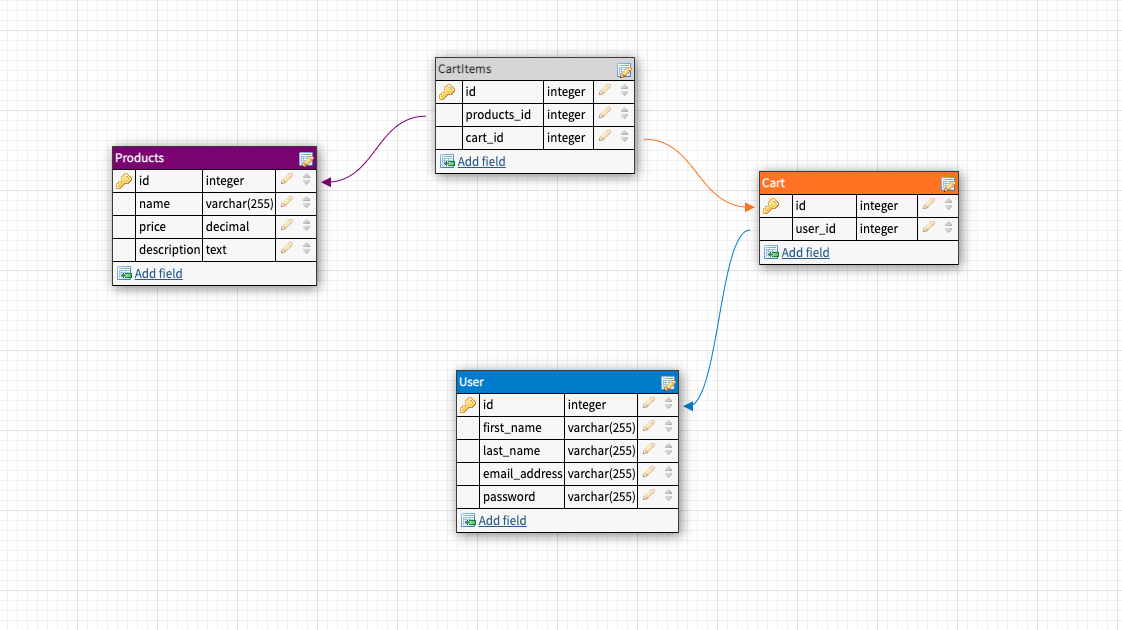 CartItems
id integer
products_id integer
cart_id integer
Add field
Products
id integer
name varchar(255)
price decimal
description text
Add field
Cart
id integer
user_id integer
Add field
User
id integer
first_name varchar(255)
last_name varchar(255)
email_address varchar(255)
password varchar(255)
Add field